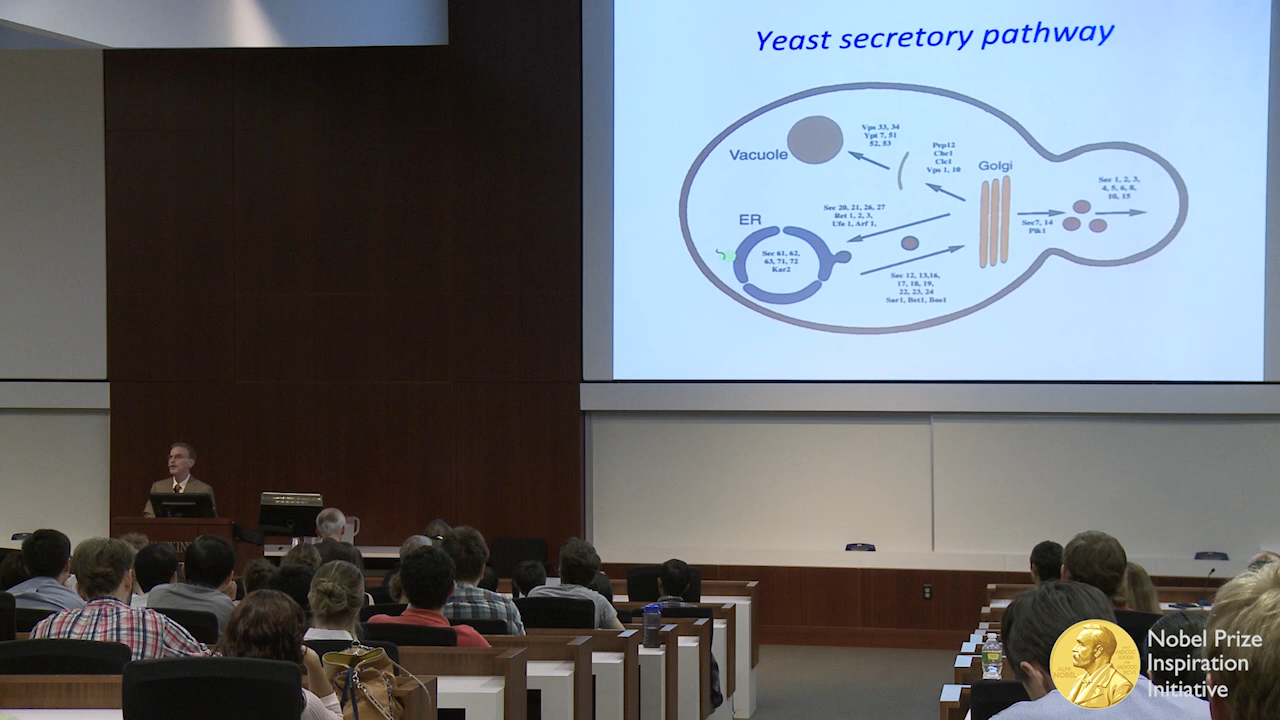 Yeast secretory pathway
Vps 33, 34
Ypt 7, 51
52, 53
Vacuole
Pep12
Chc1
Clc1
Vps 1, 10
Golgi
Sec 1, 2, 3,
4, 5, 6, 8,
10, 15
Sec 20, 21, 26, 27
Ret 1, 2, 3,
Ufe 1, Arf 1,
Sec7, 14
Pik1
ER
Sec 61, 62,
63, 71, 72
Kar2
Sec 12, 13,16,
17, 18, 19,
22, 23, 24
Sar1, Bet1, Bos1
Nobel Prize
Inspiration
Initiative